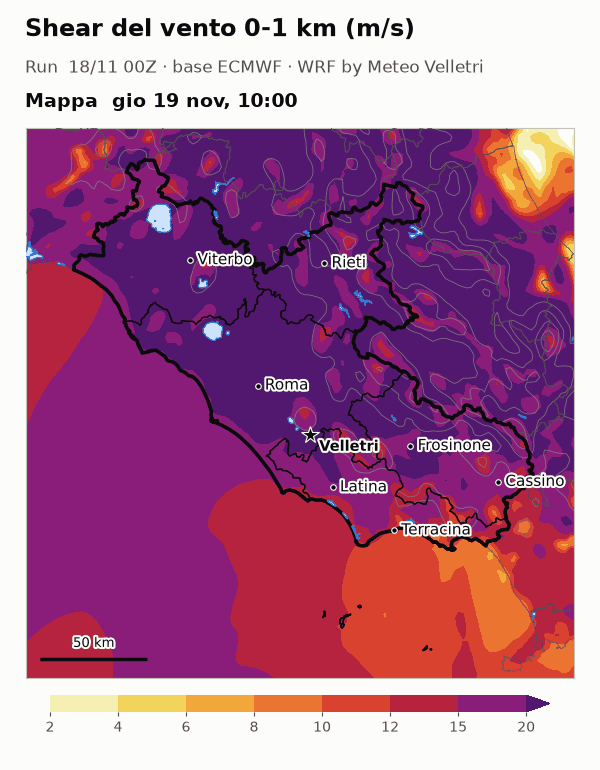 Shear del vento 0-1 km (m/s)
Run  18/11 00Z · base ECMWF · WRF by Meteo Velletri
Mappa  gio 19 nov, 10:00
Viterbo
Rieti
Roma
Velletri
Frosinone
Latina
Cassino
Terracina
50 km
2 4 6 8 10 12 15 20